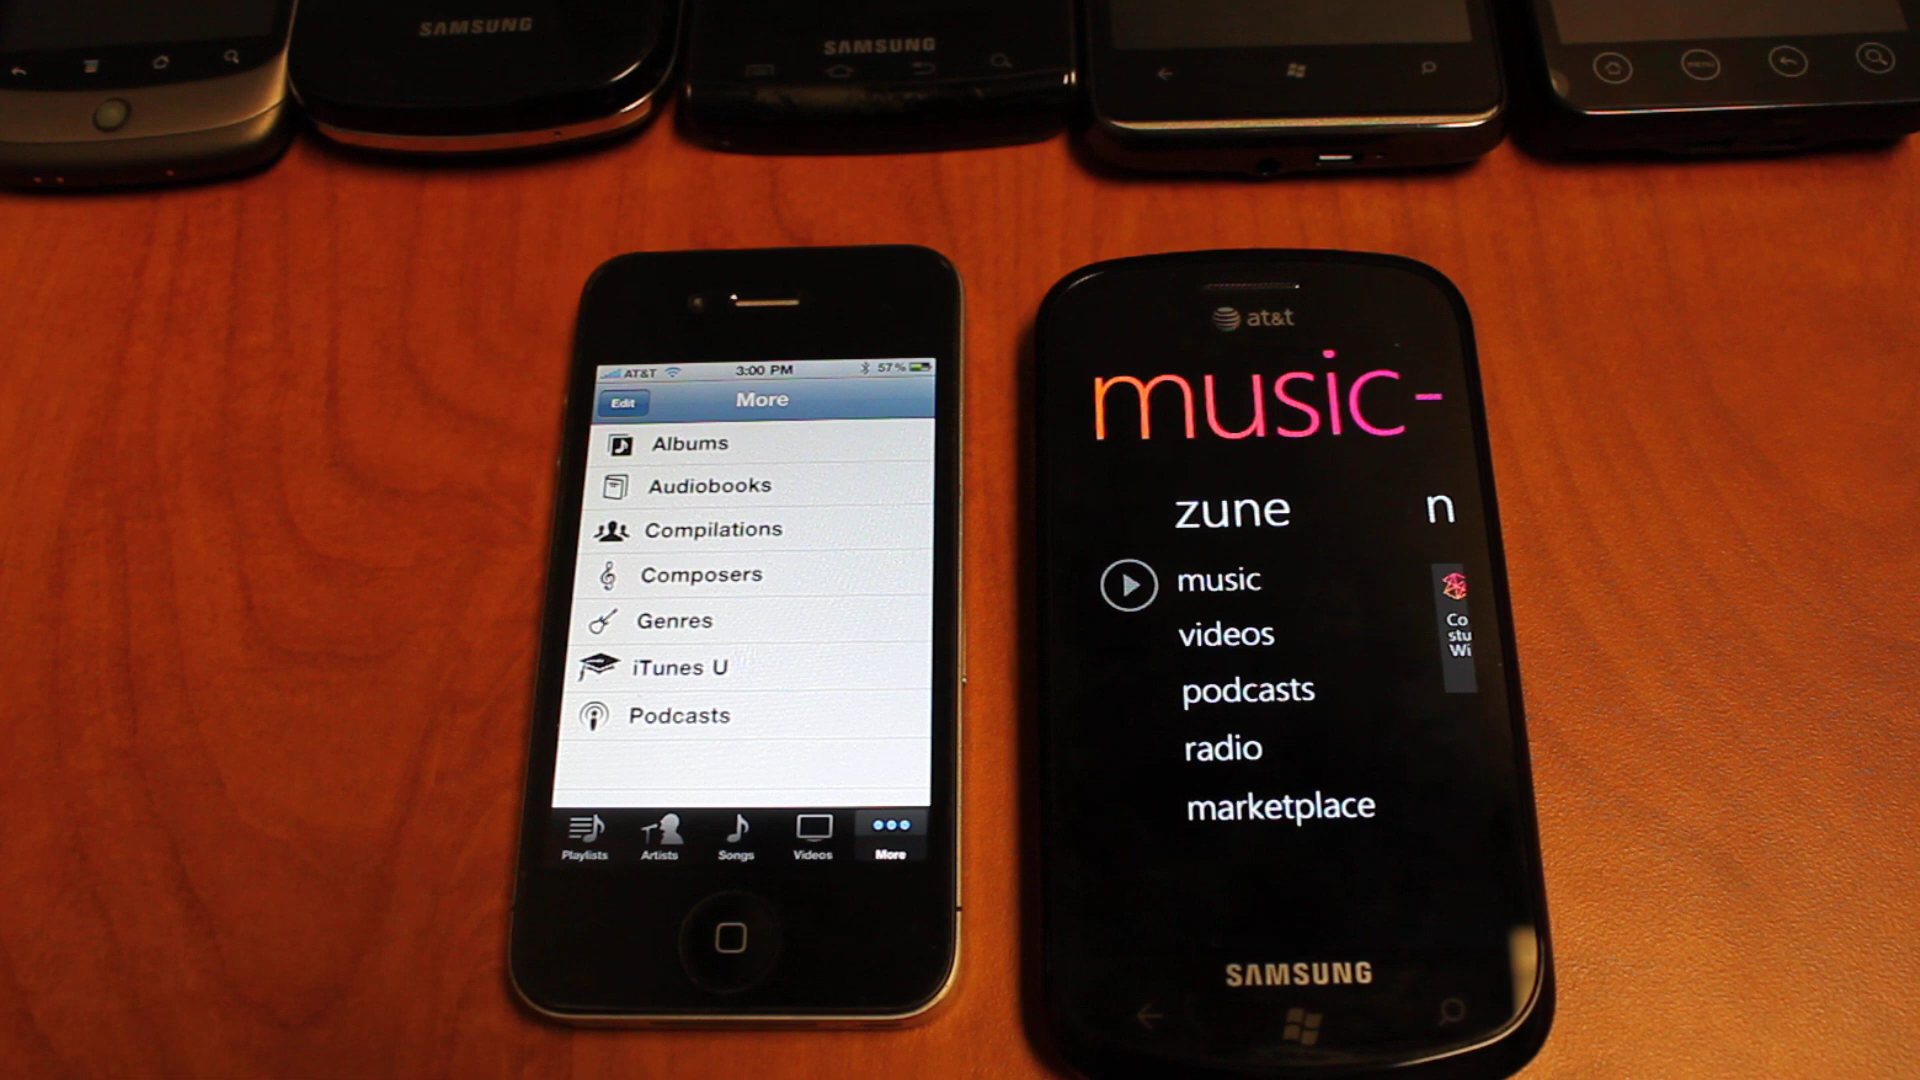 SAMSUNG
SAMSUNG
MENU
AT&T 3:00 PM 57%
Edit More
Albums
Audiobooks
Compilations
Composers
Genres
iTunes U
Podcasts
Playlists Artists Songs Videos More
at&t
music -
zune n
music
videos
podcasts
radio
marketplace
Co
stu
Wi
SAMSUNG